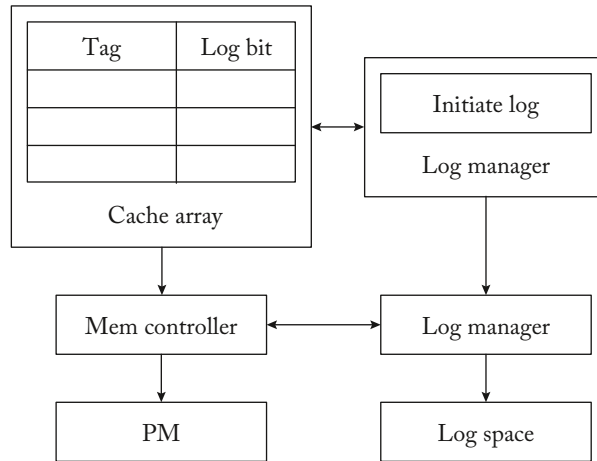 Tag Log bit
Initiate log
Log manager
Cache array
Mem controller Log manager
PM Log space